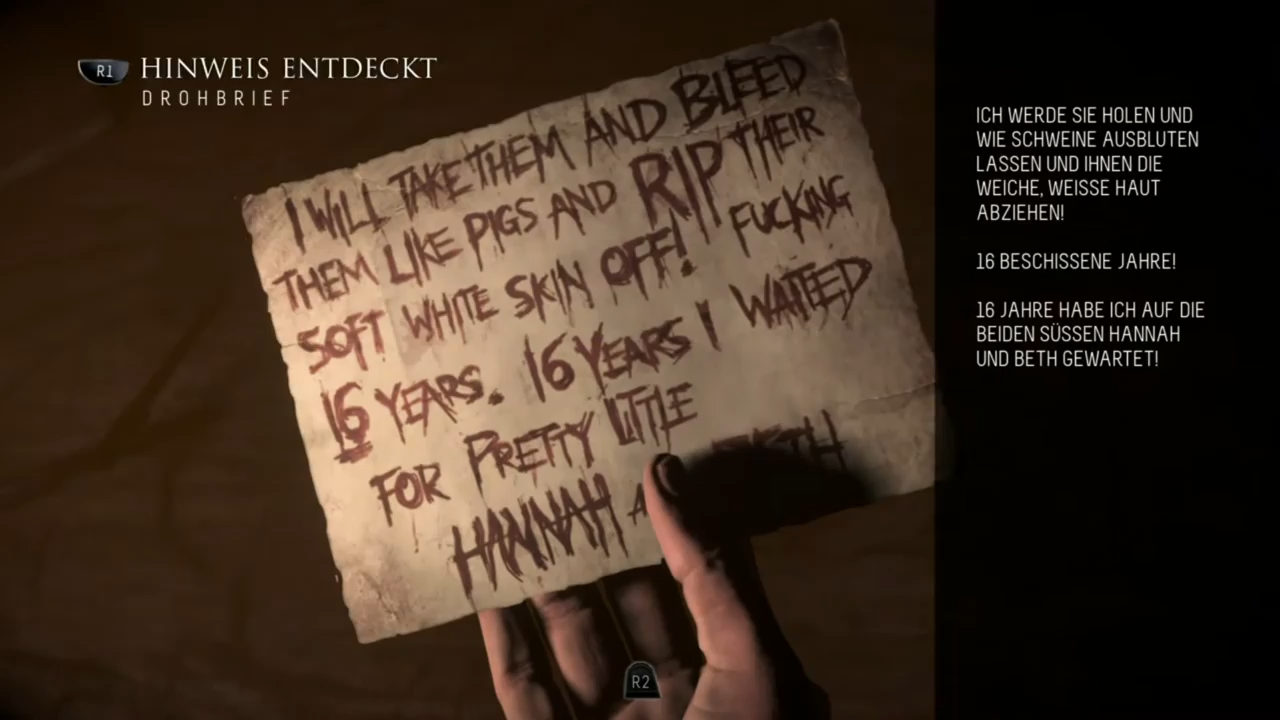 R1
HINWEIS ENTDECKT
DROHBRIEF
I WILL TAKE THEM AND BLEED
THEM LIKE PIGS AND RIP THEIR
SOFT WHITE SKIN OFF! FUCKING
16 YEARS. 16 YEARS I WAITED
FOR PRETTY LITTLE
HANNAH
ICH WERDE SIE HOLEN UND
WIE SCHWEINE AUSBLUTEN
LASSEN UND IHNEN DIE
WEICHE, WEISSE HAUT
ABZIEHEN!
16 BESCHISSENE JAHRE!
16 JAHRE HABE ICH AUF DIE
BEIDEN SÜSSEN HANNAH
UND BETH GEWARTET!
R2